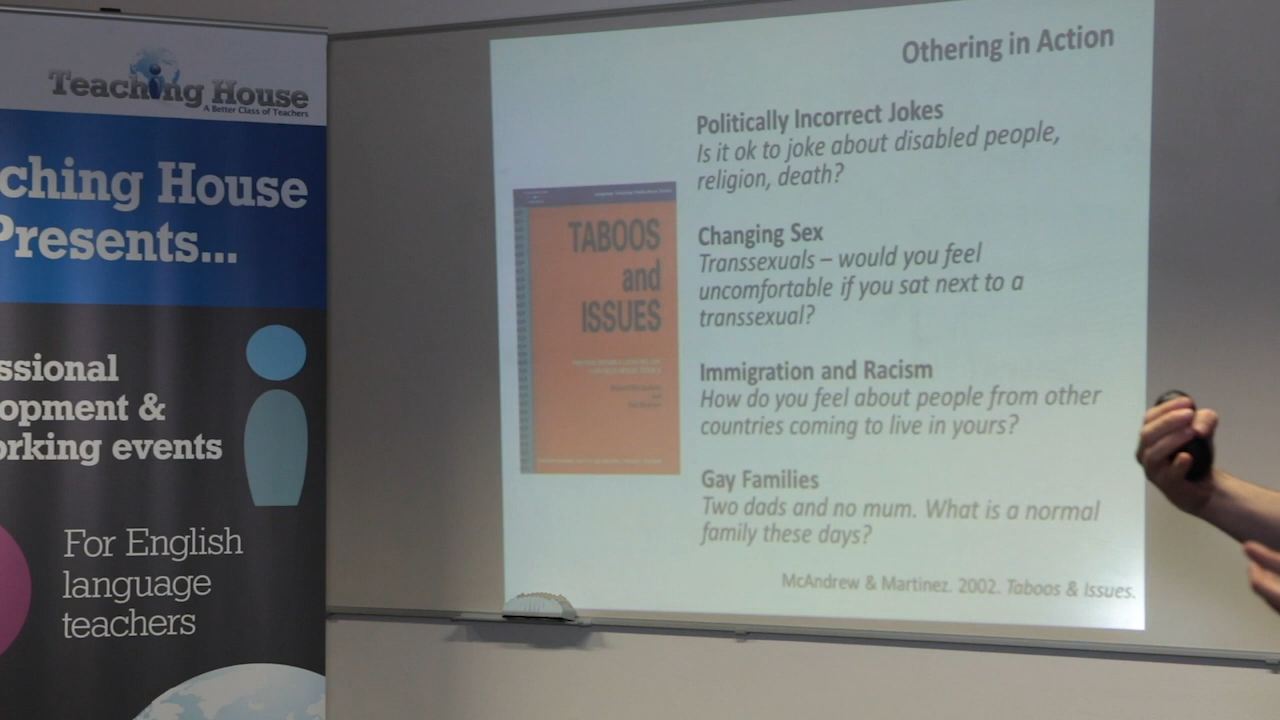 Teaching House
A Better Class of Teachers
ching House
Presents...
ssional
opment &
orking events
For English
language
teachers
Othering in Action
Politically Incorrect Jokes
Is it ok to joke about disabled people,
religion, death?
Changing Sex
Transsexuals – would you feel
uncomfortable if you sat next to a
transsexual?
Immigration and Racism
How do you feel about people from other
countries coming to live in yours?
Gay Families
Two dads and no mum. What is a normal
family these days?
McAndrew & Martinez. 2002. Taboos & Issues.
TABOOS
and
ISSUES